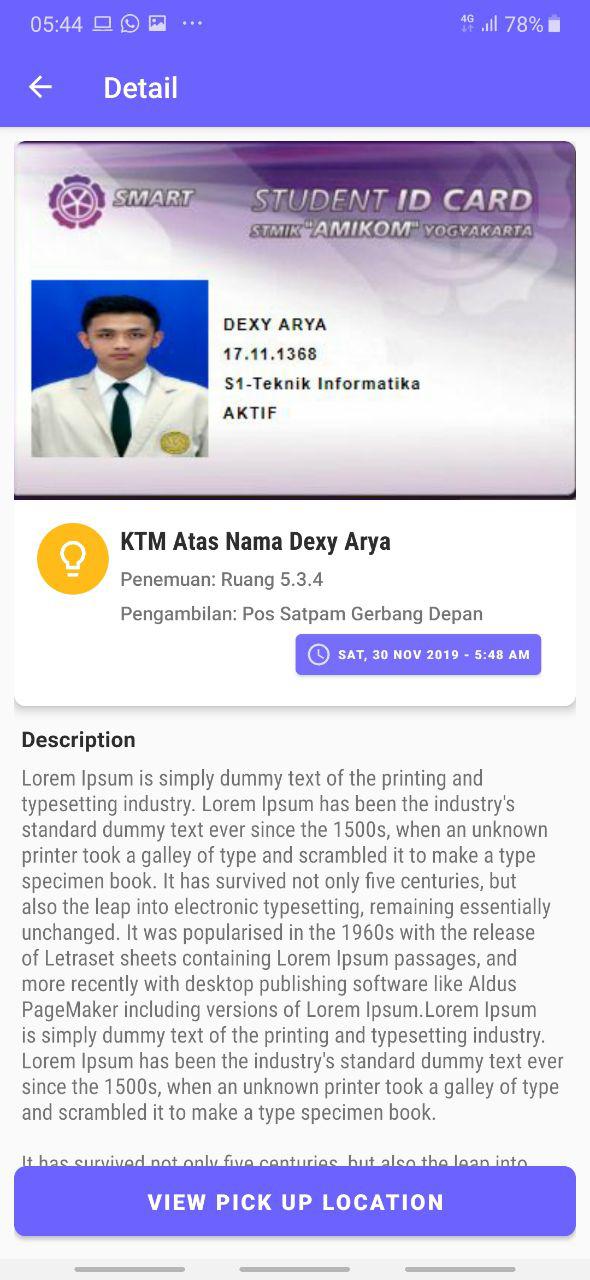 05:44 ... 4G 78%
Detail
SMART STUDENT ID CARD
STMIK "AMIKOM" YOGYAKARTA
DEXY ARYA
17.11.1368
S1-Teknik Informatika
AKTIF
KTM Atas Nama Dexy Arya
Penemuan: Ruang 5.3.4
Pengambilan: Pos Satpam Gerbang Depan
SAT, 30 NOV 2019 - 5:48 AM
Description
Lorem Ipsum is simply dummy text of the printing and
typesetting industry. Lorem Ipsum has been the industry's
standard dummy text ever since the 1500s, when an unknown
printer took a galley of type and scrambled it to make a type
specimen book. It has survived not only five centuries, but
also the leap into electronic typesetting, remaining essentially
unchanged. It was popularised in the 1960s with the release
of Letraset sheets containing Lorem Ipsum passages, and
more recently with desktop publishing software like Aldus
PageMaker including versions of Lorem Ipsum.Lorem Ipsum
is simply dummy text of the printing and typesetting industry.
Lorem Ipsum has been the industry's standard dummy text ever
since the 1500s, when an unknown printer took a galley of type
and scrambled it to make a type specimen book.
It has survived not only five centuries, but also the leap into
VIEW PICK UP LOCATION